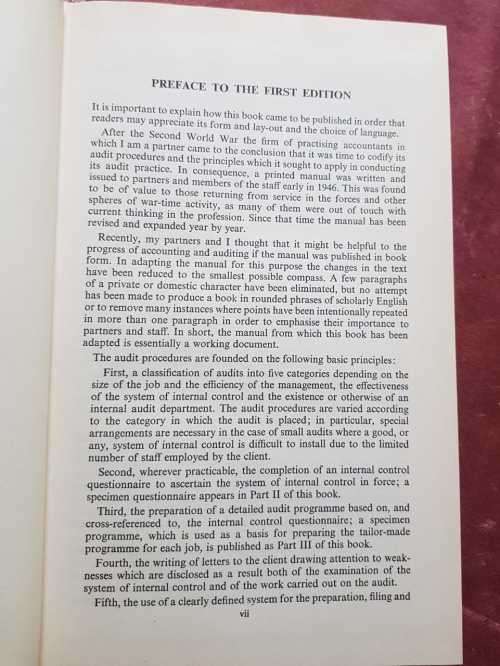 PREFACE TO THE FIRST EDITION
It is important to explain how this book came to be published in order that
readers may appreciate its form and lay-out and the choice of language.
After the Second World War the firm of practising accountants in
which I am a partner came to the conclusion that it was time to codify its
audit procedures and the principles which it sought to apply in conducting
its audit practice. In consequence, a printed manual was written and
issued to partners and members of the staff early in 1946. This was found
to be of value to those returning from service in the forces and other
spheres of war-time activity, as many of them were out of touch with
current thinking in the profession. Since that time the manual has been
revised and expanded year by year.
Recently, my partners and I thought that it might be helpful to the
progress of accounting and auditing if the manual was published in book
form. In adapting the manual for this purpose the changes in the text
have been reduced to the smallest possible compass. A few paragraphs
of a private or domestic character have been eliminated, but no attempt
has been made to produce a book in rounded phrases of scholarly English
or to remove many instances where points have been intentionally repeated
in more than one paragraph in order to emphasise their importance to
partners and staff. In short, the manual from which this book has been
adapted is essentially a working document.
The audit procedures are founded on the following basic principles:
First, a classification of audits into five categories depending on the
size of the job and the efficiency of the management, the effectiveness
of the system of internal control and the existence or otherwise of an
internal audit department. The audit procedures are varied according
to the category in which the audit is placed; in particular, special
arrangements are necessary in the case of small audits where a good, or
any, system of internal control is difficult to install due to the limited
number of staff employed by the client.
Second, wherever practicable, the completion of an internal control
questionnaire to ascertain the system of internal control in force; a
specimen questionnaire appears in Part II of this book.
Third, the preparation of a detailed audit programme based on, and
cross-referenced to, the internal control questionnaire; a specimen
programme, which is used as a basis for preparing the tailor-made
programme for each job, is published as Part III of this book.
Fourth, the writing of letters to the client drawing attention to weak-
nesses which are disclosed as a result both of the examination of the
system of internal control and of the work carried out on the audit.
Fifth, the use of a clearly defined system for the preparation, filing and
vii